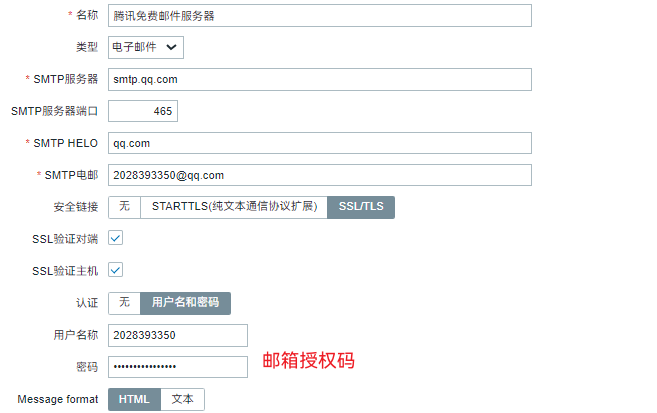 * 名称 腾讯免费邮件服务器
类型 电子邮件
* SMTP服务器 smtp.qq.com
SMTP服务器端口 465
* SMTP HELO qq.com
* SMTP电邮 2028393350@qq.com
安全链接 无 STARTTLS(纯文本通信协议扩展) SSL/TLS
SSL验证对端
SSL验证主机
认证 无 用户名和密码
用户名称 2028393350
密码 •••••••••••••••• 邮箱授权码
Message format HTML 文本